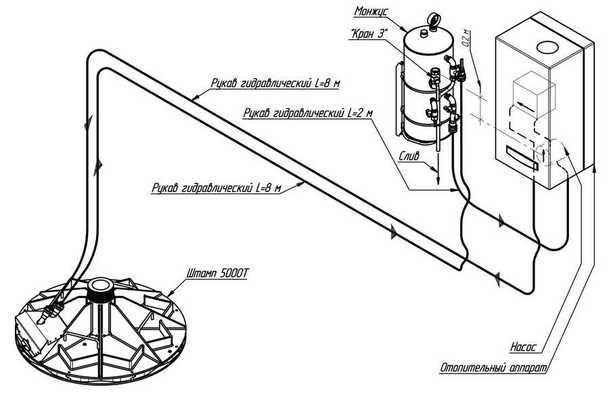 Монжус
"Кран 3"
0,2 м
Рукав гидравлический L=8 м
Рукав гидравлический L=2 м
Слив
Рукав гидравлический L=8 м
Штамп 5000Т
Насос
Отопительный аппарат